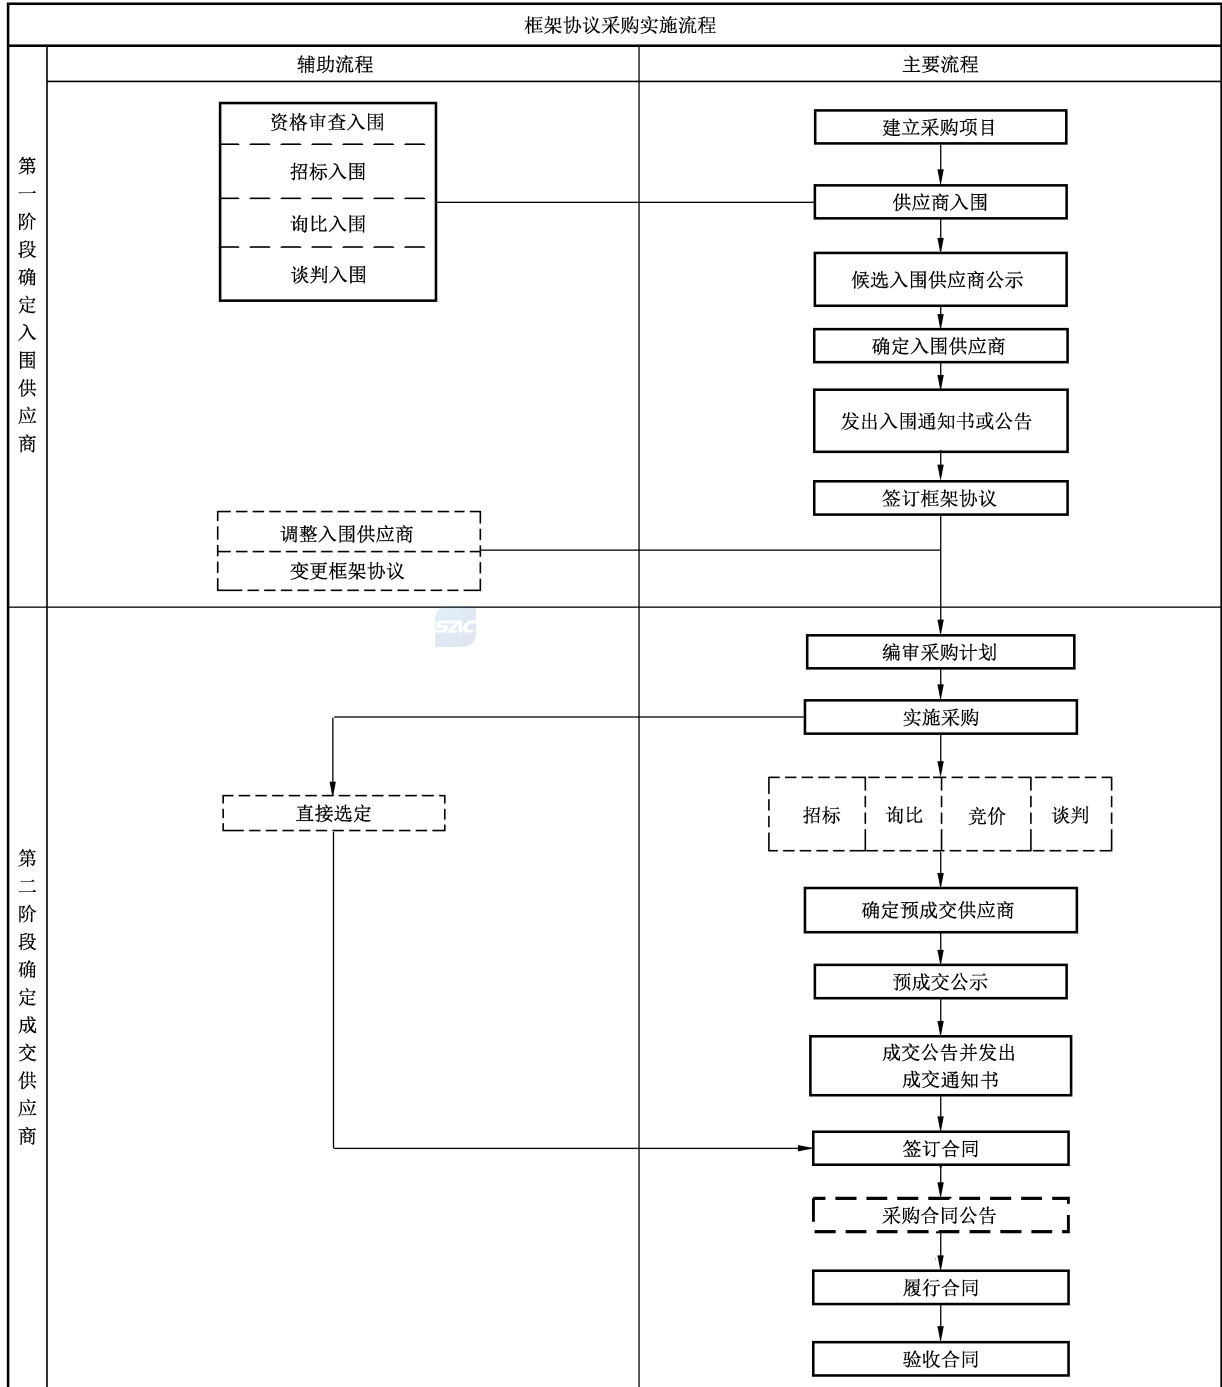 框架协议采购实施流程
辅助流程
主要流程
第一阶段确定入围供应商
资格审查入围
招标入围
询比入围
谈判入围
建立采购项目
供应商入围
候选入围供应商公示
确定入围供应商
发出入围通知书或公告
签订框架协议
调整入围供应商
变更框架协议
SAC
第二阶段确定成交供应商
编审采购计划
实施采购
直接选定
招标
询比
竞价
谈判
确定预成交供应商
预成交公示
成交公告并发出
成交通知书
签订合同
采购合同公告
履行合同
验收合同